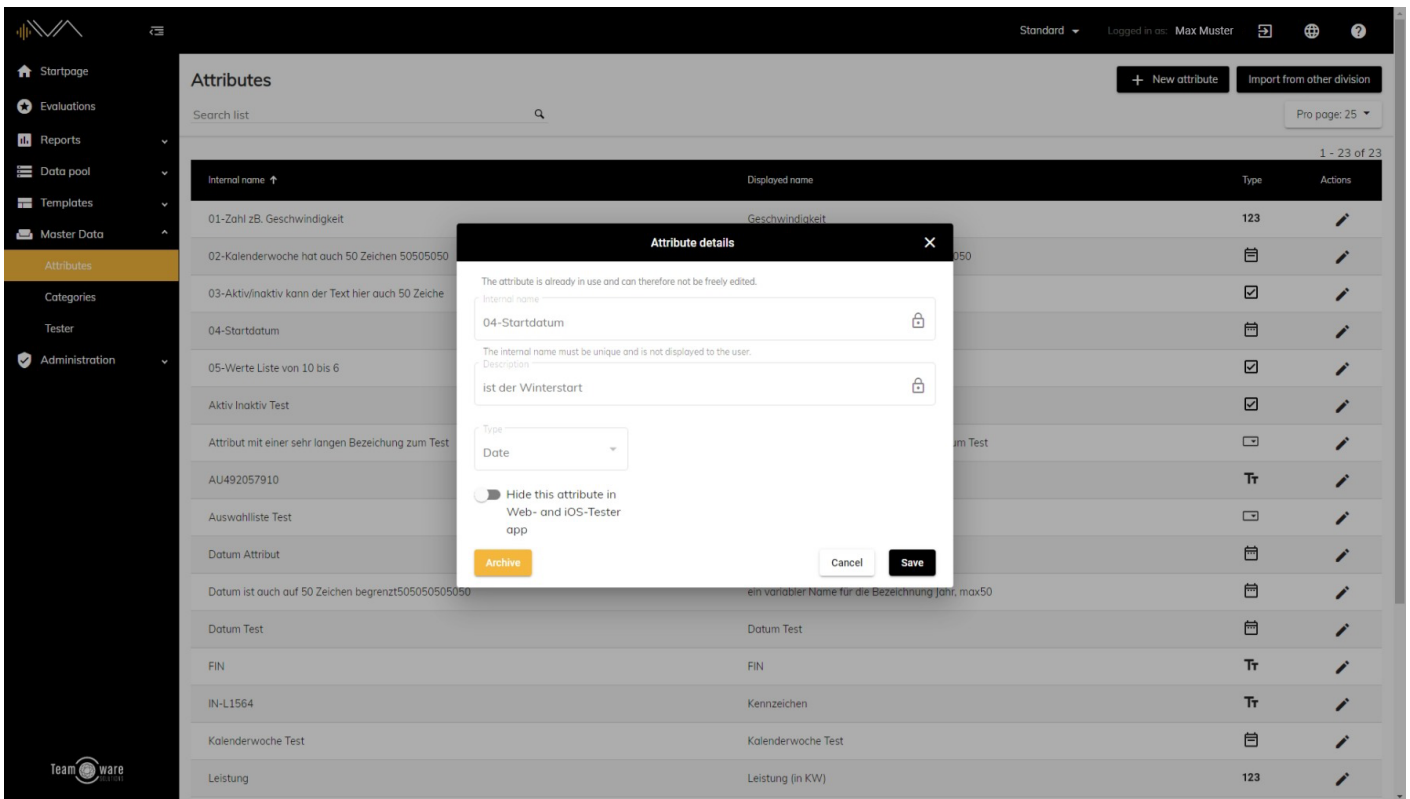 Standard
Logged in as: Max Muster
Startpage
Evaluations
Reports
Data pool
Templates
Master Data
Attributes
Categories
Tester
Administration
Team ware
SOLUTIONS
Attributes
+ New attribute
Import from other division
Search list
Pro page: 25
1 - 23 of 23
Internal name ↑ Displayed name Type Actions
01-Zahl zB. Geschwindigkeit Geschwindigkeit 123
02-Kalenderwoche hat auch 50 Zeichen 50505050 050
03-Aktiv/inaktiv kann der Text hier auch 50 Zeiche
04-Startdatum
05-Werte Liste von 10 bis 6
Aktiv Inaktiv Test
Attribut mit einer sehr langen Bezeichung zum Test um Test
AU492057910 TT
Auswahlliste Test
Datum Attribut
Datum ist auch auf 50 Zeichen begrenzt505050505050 ein variabler Name für die Bezeichnung Jahr, max50
Datum Test Datum Test
FIN FIN TT
IN-L1564 Kennzeichen TT
Kalenderwoche Test Kalenderwoche Test
Leistung Leistung (in KW) 123
Attribute details
The attribute is already in use and can therefore not be freely edited.
Internal name
04-Startdatum
The internal name must be unique and is not displayed to the user.
Description
ist der Winterstart
Type
Date
Hide this attribute in
Web- and iOS-Tester
app
Archive
Cancel
Save